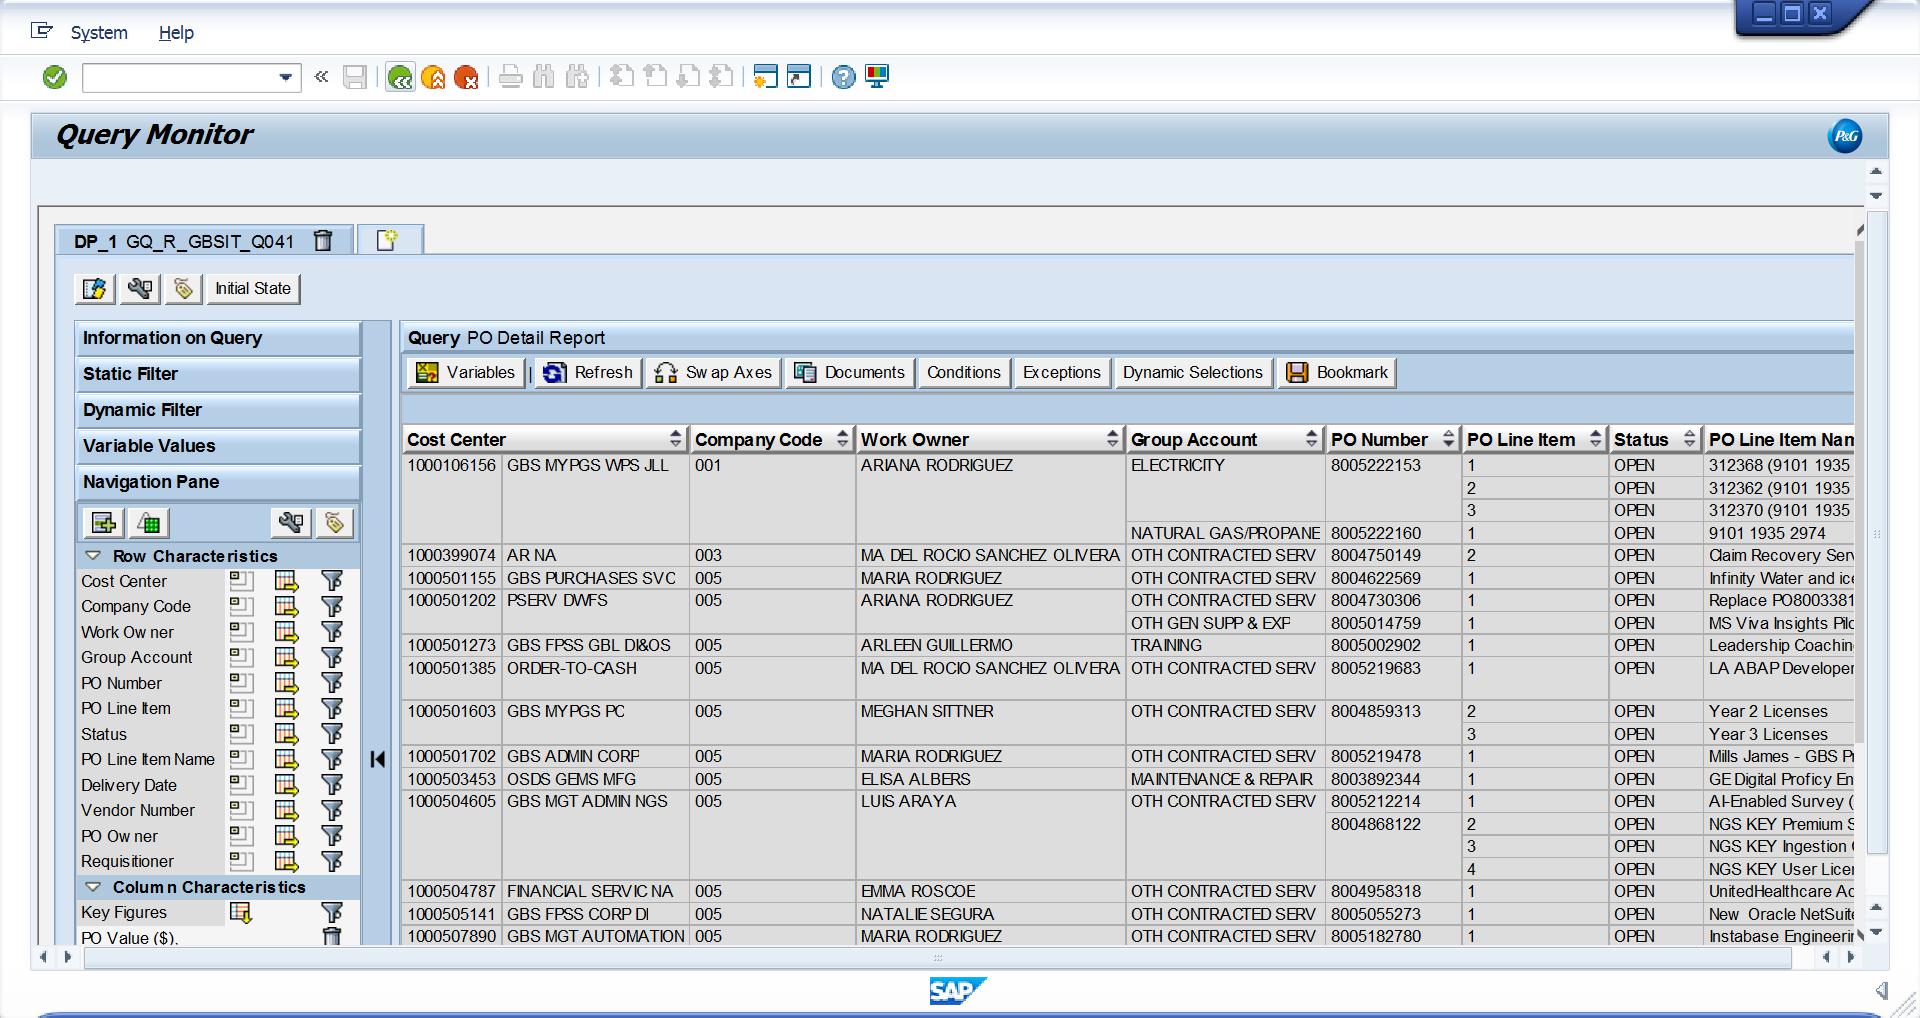 System Help
Query Monitor
P&G
DP_1 GQ_R_GBSIT_Q041
Initial State
Information on Query
Static Filter
Dynamic Filter
Variable Values
Navigation Pane
Row Characteristics
Cost Center
Company Code
Work Owner
Group Account
PO Number
PO Line Item
Status
PO Line Item Name
Delivery Date
Vendor Number
PO Owner
Requisitioner
Column Characteristics
Key Figures
PO Value ($),
Query PO Detail Report
Variables | Refresh Swap Axes Documents Conditions Exceptions Dynamic Selections Bookmark
Cost Center Company Code Work Owner Group Account PO Number PO Line Item Status PO Line Item Nam
1000106156 GBS MYPGS WPS JLL 001 ARIANA RODRIGUEZ ELECTRICITY 8005222153 1 OPEN 312368 (9101 1935
2 OPEN 312362 (9101 1935
3 OPEN 312370 (9101 1935
NATURAL GAS/PROPANE 8005222160 1 OPEN 9101 1935 2974
1000399074 AR NA 003 MA DEL ROCIO SANCHEZ OLIVERA OTH CONTRACTED SERV 8004750149 2 OPEN Claim Recovery Serv
1000501155 GBS PURCHASES SVC 005 MARIA RODRIGUEZ OTH CONTRACTED SERV 8004622569 1 OPEN Infinity Water and ice
1000501202 PSERV DWFS 005 ARIANA RODRIGUEZ OTH CONTRACTED SERV 8004730306 1 OPEN Replace PO8003381
OTH GEN SUPP & EXP 8005014759 1 OPEN MS Viva Insights Pilo
1000501273 GBS FPSS GBL DI&OS 005 ARLEEN GUILLERMO TRAINING 8005002902 1 OPEN Leadership Coachin
1000501385 ORDER-TO-CASH 005 MA DEL ROCIO SANCHEZ OLIVERA OTH CONTRACTED SERV 8005219683 1 OPEN LA ABAP Developer
1000501603 GBS MYPGS PC 005 MEGHAN SITTNER OTH CONTRACTED SERV 8004859313 2 OPEN Year 2 Licenses
3 OPEN Year 3 Licenses
1000501702 GBS ADMIN CORP 005 MARIA RODRIGUEZ OTH CONTRACTED SERV 8005219478 1 OPEN Mills James - GBS Pr
1000503453 OSDS GEMS MFG 005 ELISA ALBERS MAINTENANCE & REPAIR 8003892344 1 OPEN GE Digital Proficy En
1000504605 GBS MGT ADMIN NGS 005 LUIS ARAYA OTH CONTRACTED SERV 8005212214 1 OPEN AI-Enabled Survey (
8004868122 2 OPEN NGS KEY Premium S
3 OPEN NGS KEY Ingestion
4 OPEN NGS KEY User Licen
1000504787 FINANCIAL SERVIC NA 005 EMMA ROSCOE OTH CONTRACTED SERV 8004958318 1 OPEN UnitedHealthcare Ac
1000505141 GBS FPSS CORP DI 005 NATALIE SEGURA OTH CONTRACTED SERV 8005055273 1 OPEN New Oracle NetSuite
1000507890 GBS MGT AUTOMATION 005 MARIA RODRIGUEZ OTH CONTRACTED SERV 8005182780 1 OPEN Instabase Engineerin
SAP